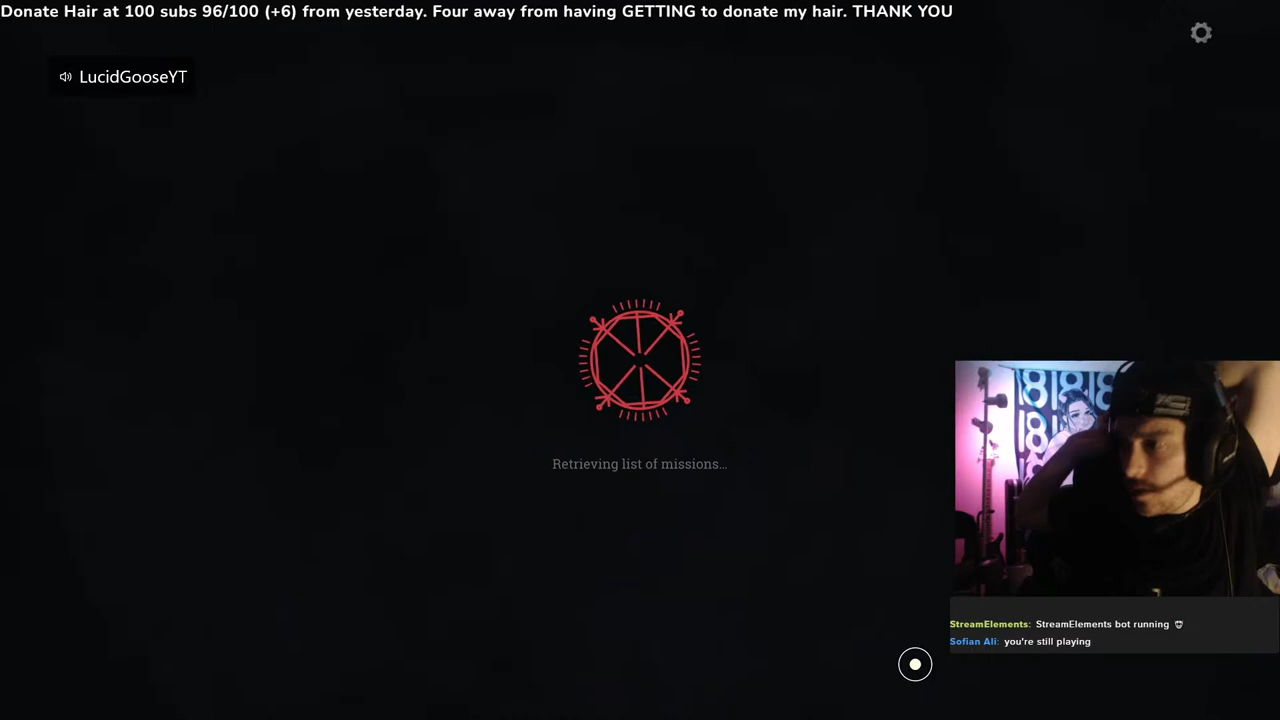 Donate Hair at 100 subs 96/100 (+6) from yesterday. Four away from having GETTING to donate my hair. THANK YOU
LucidGooseYT
Retrieving list of missions...
StreamElements: StreamElements bot running
Sofian Ali: you're still playing